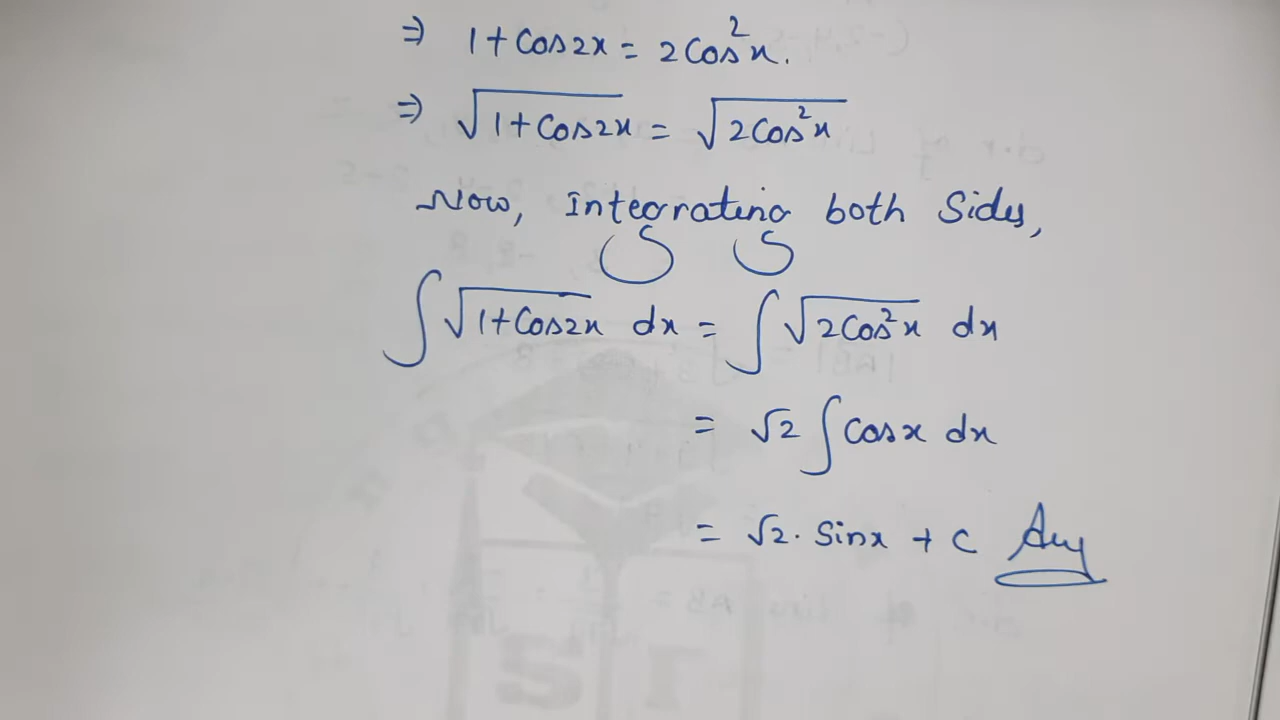 ⇒ 1 + Cos2x = 2Cos²x.
⇒ √(1+Cos2x) = √(2Cos²x)
Now, Integrating both Sides,
∫√(1+Cos2x) dx = ∫√(2Cos²x) dx
= √2 ∫Cosx dx
= √2. Sinx + C Ans